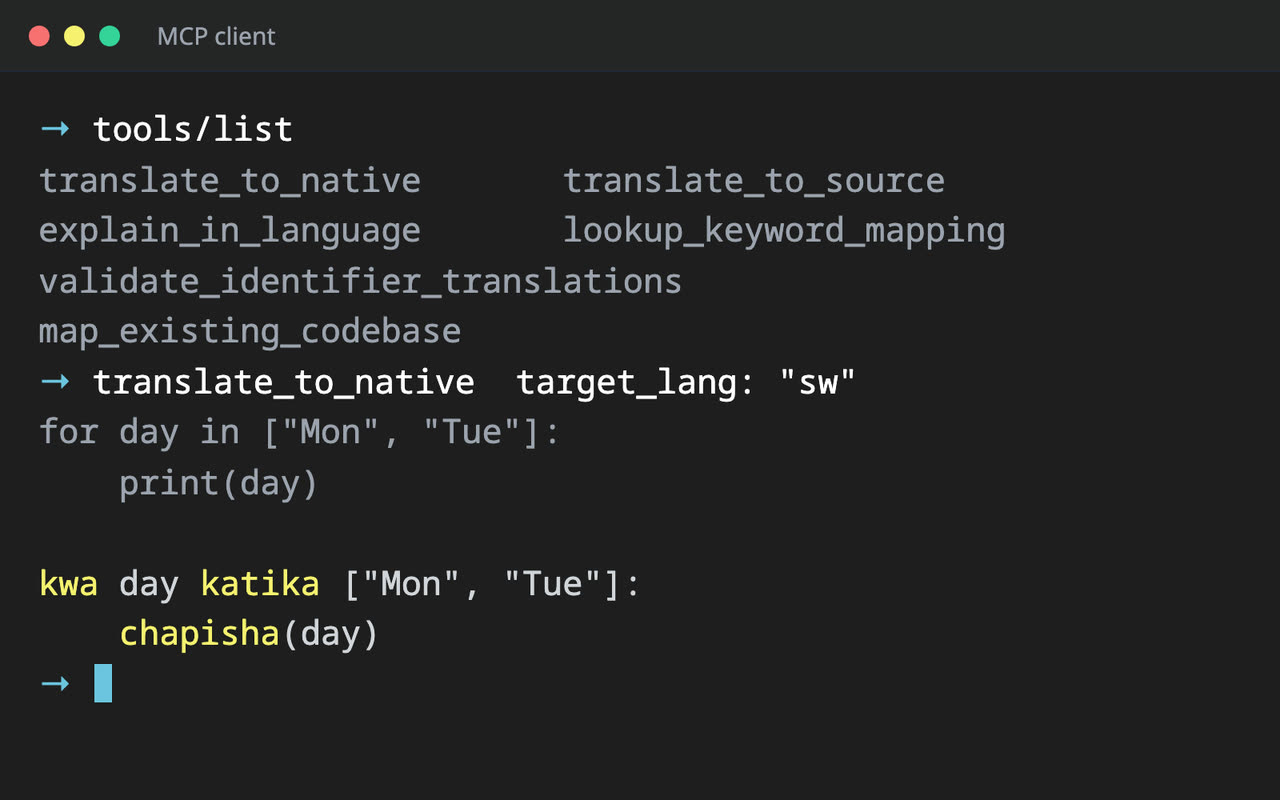 MCP client
→ tools/list
translate_to_native       translate_to_source
explain_in_language       lookup_keyword_mapping
validate_identifier_translations
map_existing_codebase
→ translate_to_native  target_lang: "sw"
for day in ["Mon", "Tue"]:
    print(day)

kwa day katika ["Mon", "Tue"]:
    chapisha(day)
→